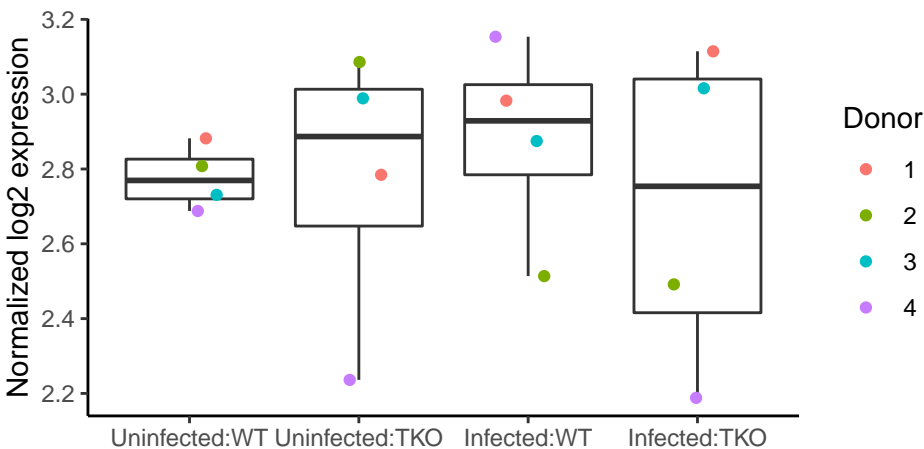 Normalized log2 expression
3.2
3.0
2.8
2.6
2.4
2.2
Uninfected:WT
Uninfected:TKO
Infected:WT
Infected:TKO
Donor
1
2
3
4